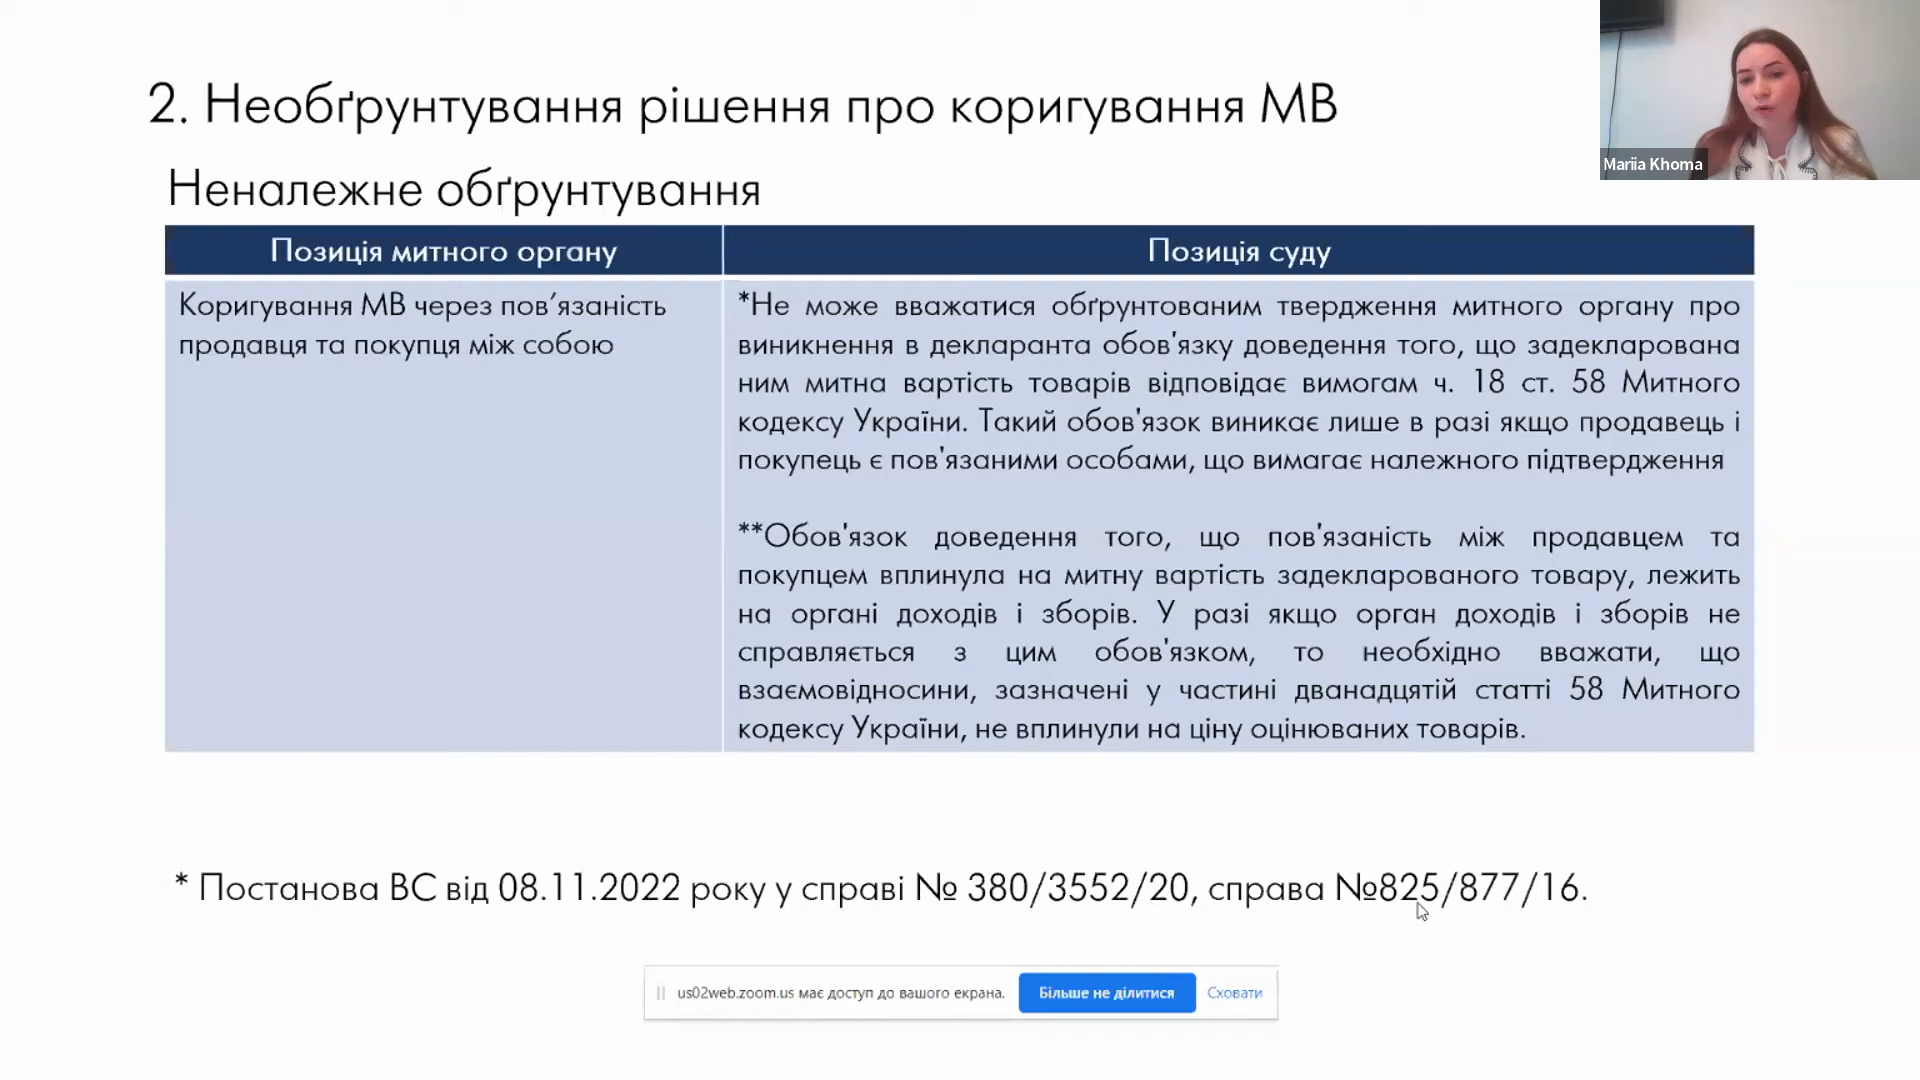 2. Необґрунтування рішення про коригування МВ
Mariia Khoma
Неналежне обґрунтування
Позиція митного органу
Позиція суду
Коригування МВ через пов’язаність
продавця та покупця між собою
*Не може вважатися обґрунтованим твердження митного органу про
виникнення в декларанта обов'язку доведення того, що задекларована
ним митна вартість товарів відповідає вимогам ч. 18 ст. 58 Митного
кодексу України. Такий обов'язок виникає лише в разі якщо продавець і
покупець є пов'язаними особами, що вимагає належного підтвердження
**Обов'язок доведення того, що пов'язаність між продавцем та
покупцем вплинула на митну вартість задекларованого товару, лежить
на органі доходів і зборів. У разі якщо орган доходів і зборів не
справляється з цим обов'язком, то необхідно вважати, що
взаємовідносини, зазначені у частині дванадцятій статті 58 Митного
кодексу України, не вплинули на ціну оцінюваних товарів.
* Постанова ВС від 08.11.2022 року у справі № 380/3552/20, справа №825/877/16.
us02web.zoom.us має доступ до вашого екрана.
Більше не ділитися
Сховати